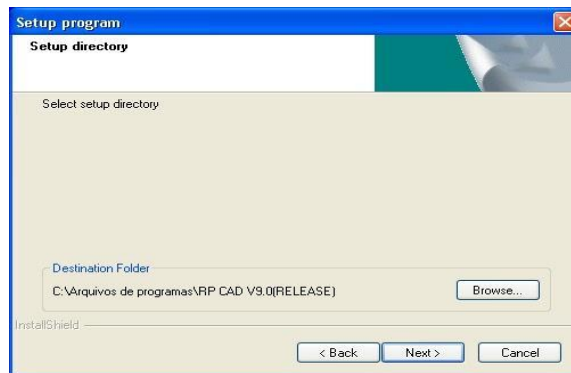 Setup program
Setup directory
Select setup directory
Destination Folder
C:\Arquivos de programas\RP CAD V9.0(RELEASE)
Browse...
InstallShield
< Back
Next >
Cancel